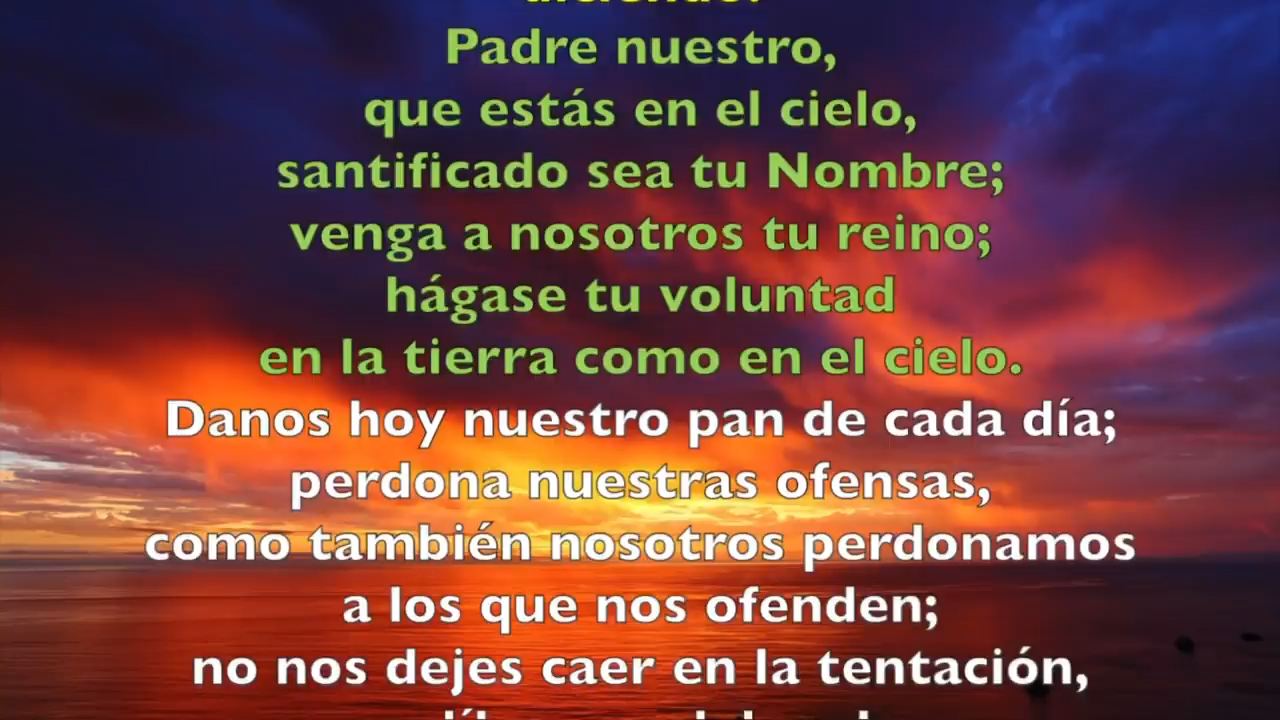 Padre nuestro,
que estás en el cielo,
santificado sea tu Nombre;
venga a nosotros tu reino;
hágase tu voluntad
en la tierra como en el cielo.
Danos hoy nuestro pan de cada día;
perdona nuestras ofensas,
como también nosotros perdonamos
a los que nos ofenden;
no nos dejes caer en la tentación,